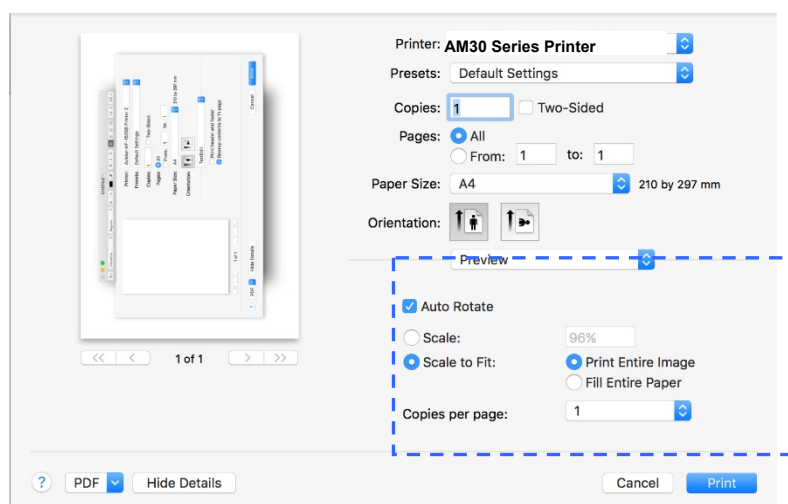 Printer: AM30 Series Printer
Presets: Default Settings
Copies: 1 Two-Sided
Pages: All
From: 1 to: 1
Paper Size: A4 210 by 297 mm
Orientation:
Preview
Auto Rotate
Scale: 96%
Scale to Fit: Print Entire Image
Fill Entire Paper
Copies per page: 1
1 of 1
? PDF Hide Details Cancel Print